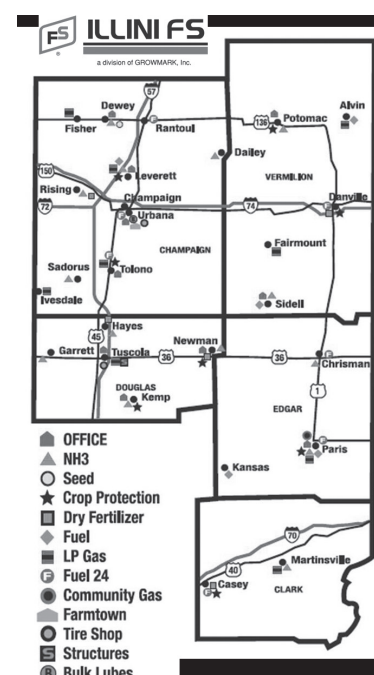 FS ILLINI FS
a division of GROWMARK, Inc.
57
Dewey
Fisher
Rantoul
136
Potomac
Alvin
Dailey
150
Leverett
VERMILION
Rising
Champaign
Danville
72
Urbana
74
CHAMPAIGN
Fairmount
Sadorus
Tolono
Ivesdale
Sidell
Hayes
45
Garrett
Tuscola
36
Newman
36
Chrisman
DOUGLAS
Kemp
1
EDGAR
Paris
Kansas
OFFICE
NH3
Seed
Crop Protection
Dry Fertilizer
Fuel
LP Gas
F Fuel 24
Community Gas
Farmtown
Tire Shop
S Structures
B Bulk Lubes
70
40
Martinsville
Casey
CLARK